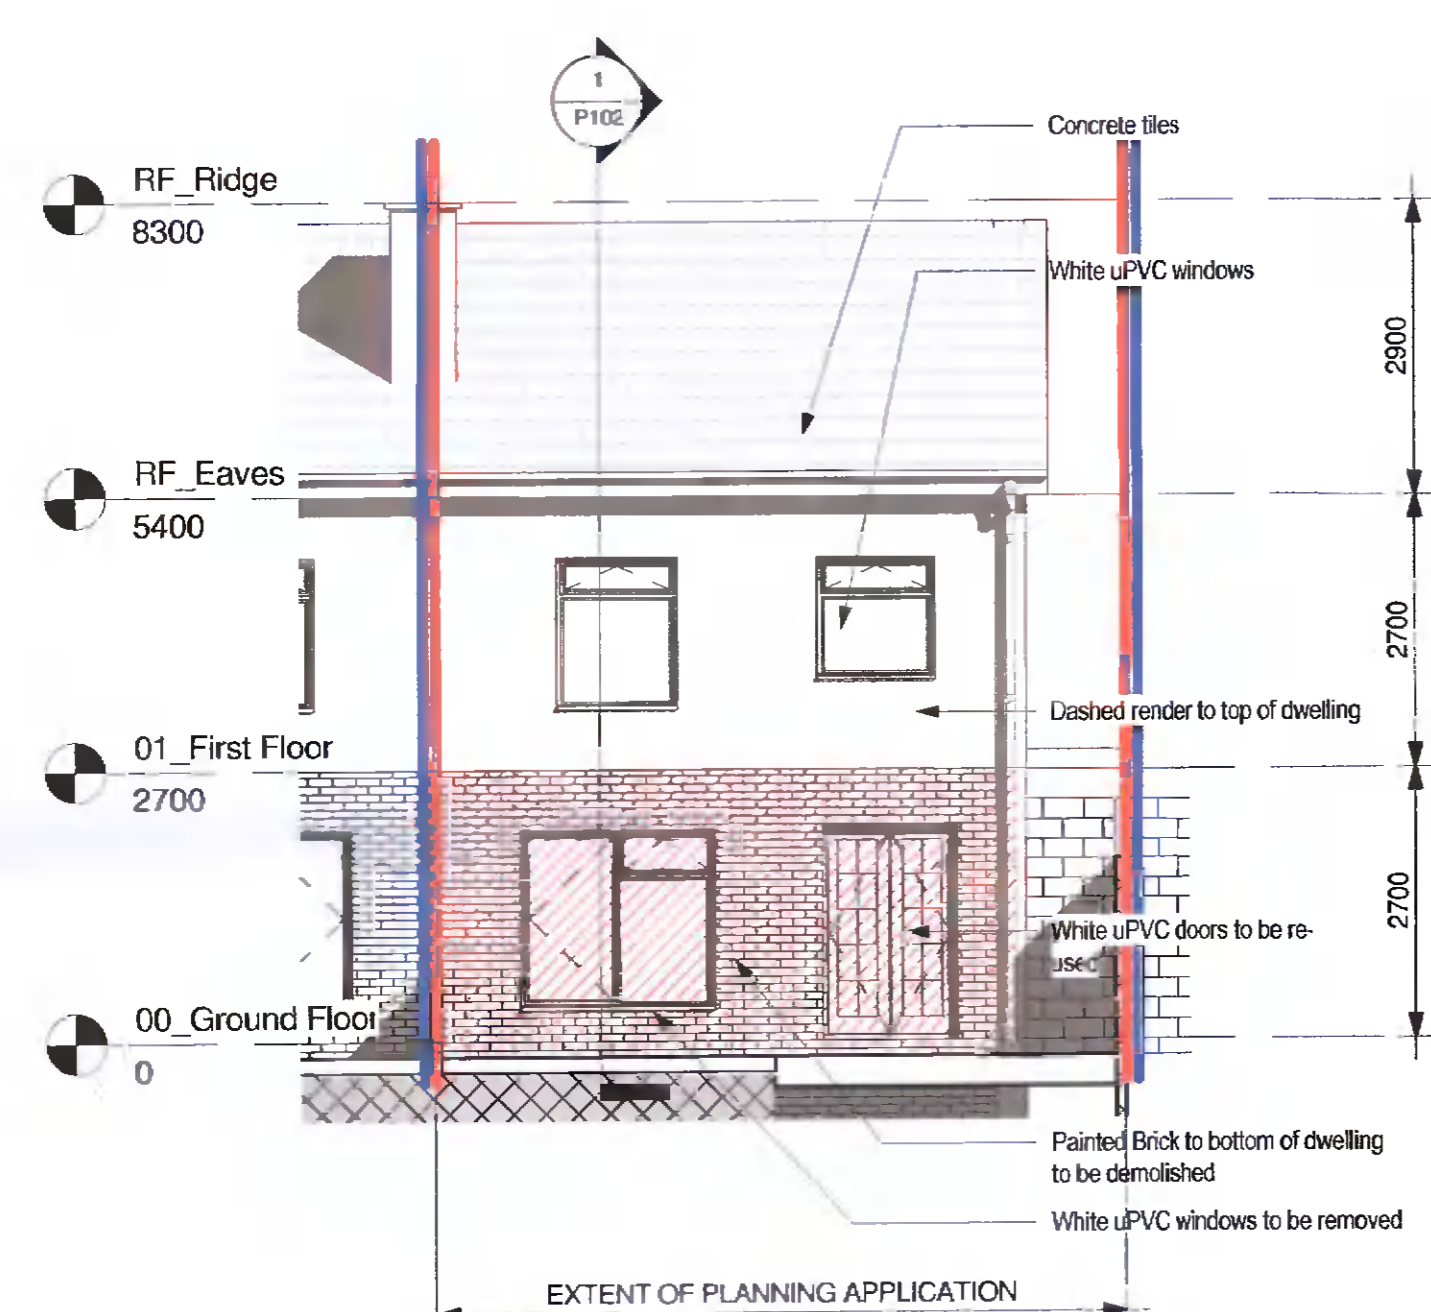 1
P102
Concrete tiles
RF_Ridge
8300
White uPVC windows
2900
RF_Eaves
5400
2700
Dashed render to top of dwelling
01_First Floor
2700
2700
White uPVC doors to be re-
used
00_Ground Floor
0
Painted Brick to bottom of dwelling
to be demolished
White uPVC windows to be removed
EXTENT OF PLANNING APPLICATION